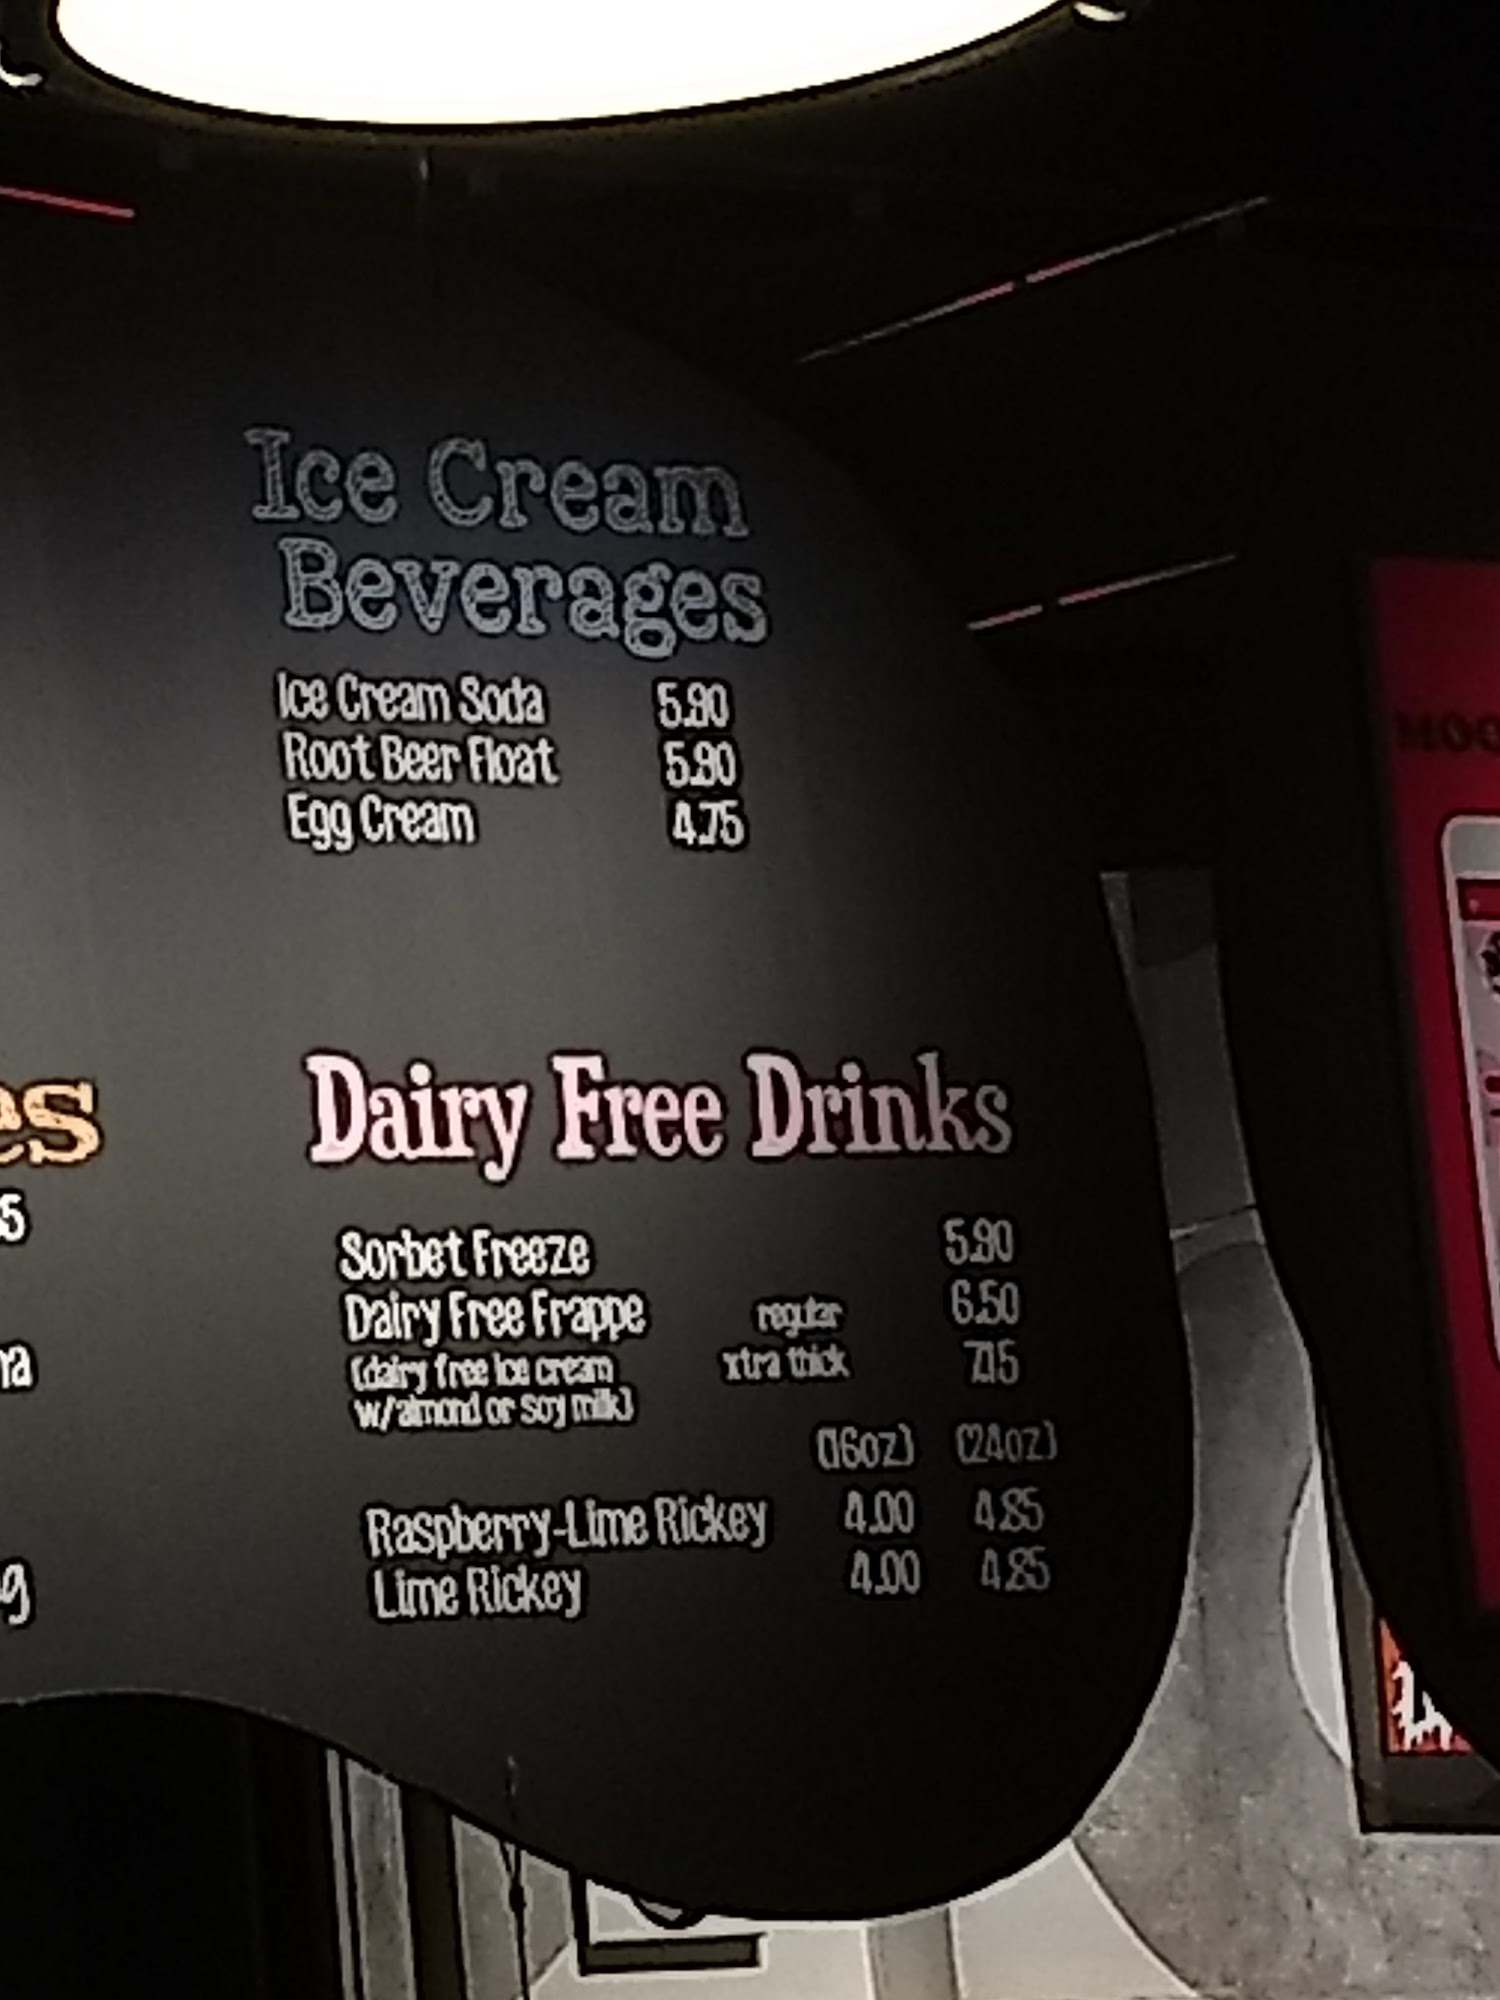 Ice Cream
Beverages
Ice Cream Soda 5.90
Root Beer Float 5.90
Egg Cream 4.75
Dairy Free Drinks
Sorbet Freeze 5.90
Dairy Free Frappe regular 6.50
(dairy free ice cream xtra thick 7.15
w/almond or soy milk)
(16oz) (24oz)
Raspberry-Lime Rickey 4.00 4.85
Lime Rickey 4.00 4.85